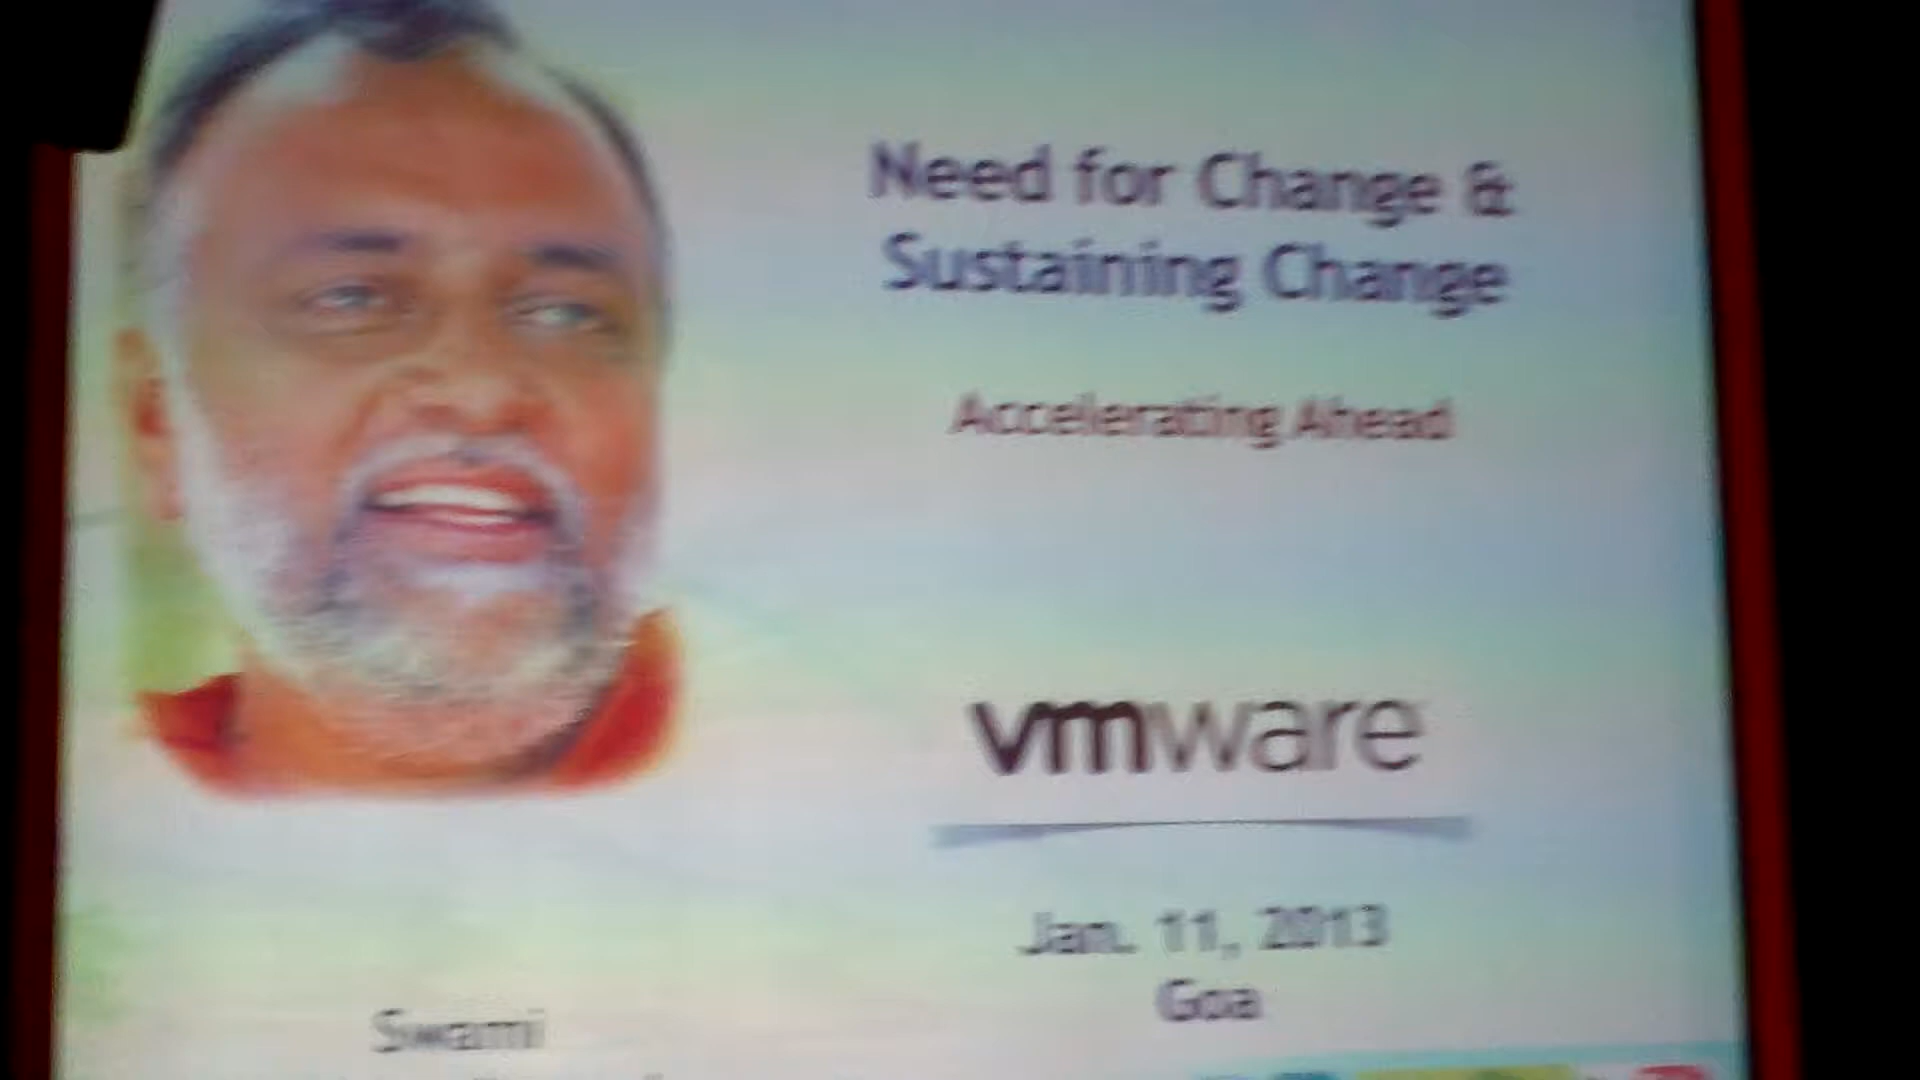 Need for Change &
Sustaining Change
Accelerating Ahead
vmware
Jan. 11, 2013
Goa
Swami